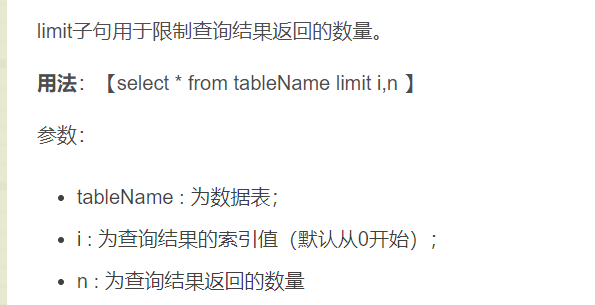 limit子句用于限制查询结果返回的数量。
用法：【select * from tableName limit i,n 】
参数：
• tableName : 为数据表；
• i : 为查询结果的索引值（默认从0开始）；
• n : 为查询结果返回的数量